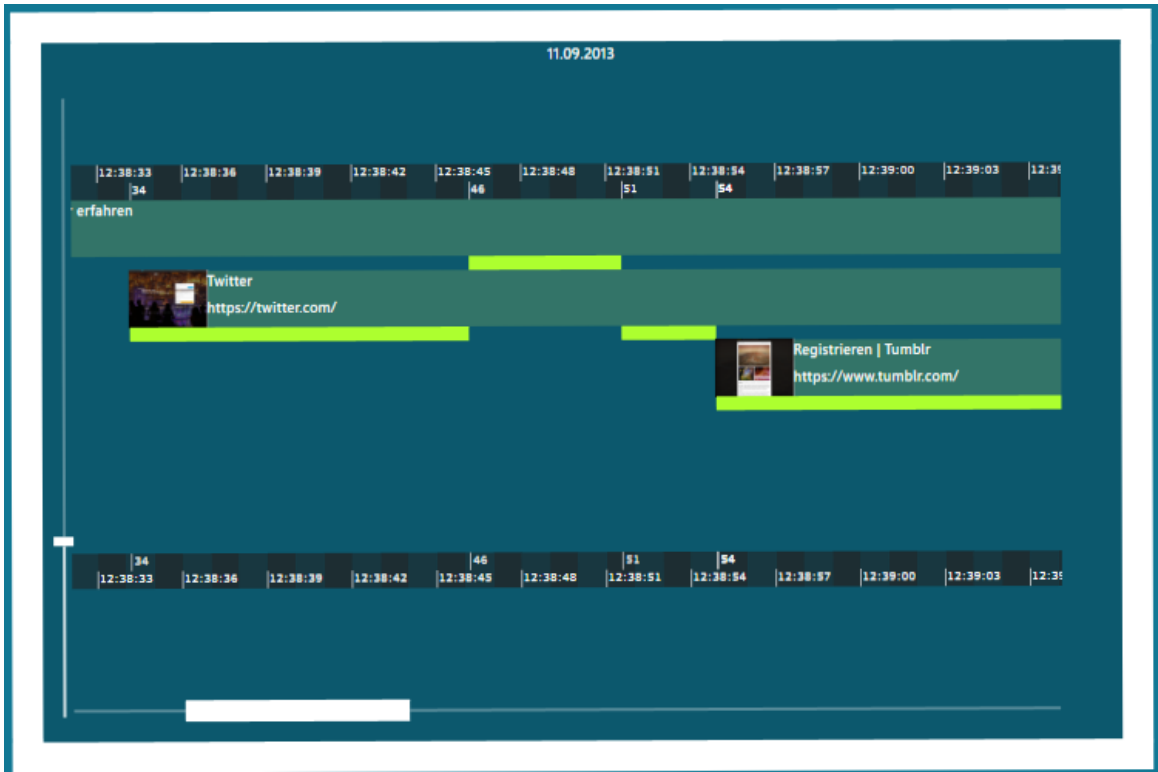 11.09.2013
12:38:33 12:38:36 12:38:39 12:38:42 12:38:45 12:38:48 12:38:51 12:38:54 12:38:57 12:39:00 12:39:03
34 46 51 54
erfahren
Twitter
https://twitter.com/
Registrieren | Tumblr
https://www.tumblr.com/
34 46 51 54
12:38:33 12:38:36 12:38:39 12:38:42 12:38:45 12:38:48 12:38:51 12:38:54 12:38:57 12:39:00 12:39:03